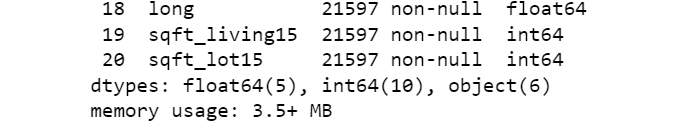 18 long 21597 non-null float64
19 sqft_living15 21597 non-null int64
20 sqft_lot15 21597 non-null int64
dtypes: float64(5), int64(10), object(6)
memory usage: 3.5+ MB